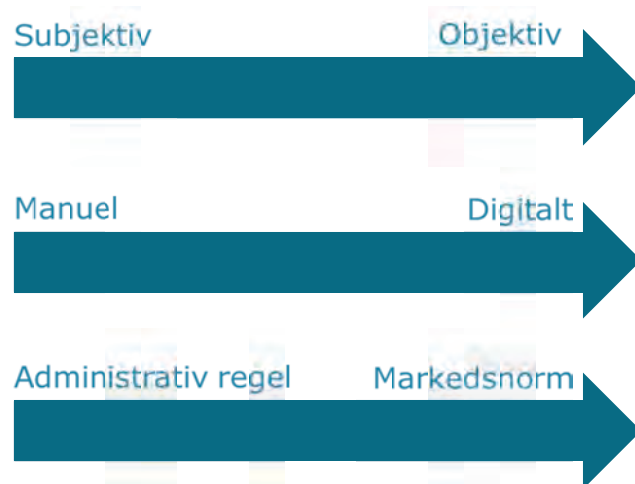 Subjektiv Objektiv
Manuel Digitalt
Administrativ regel Markedsnorm